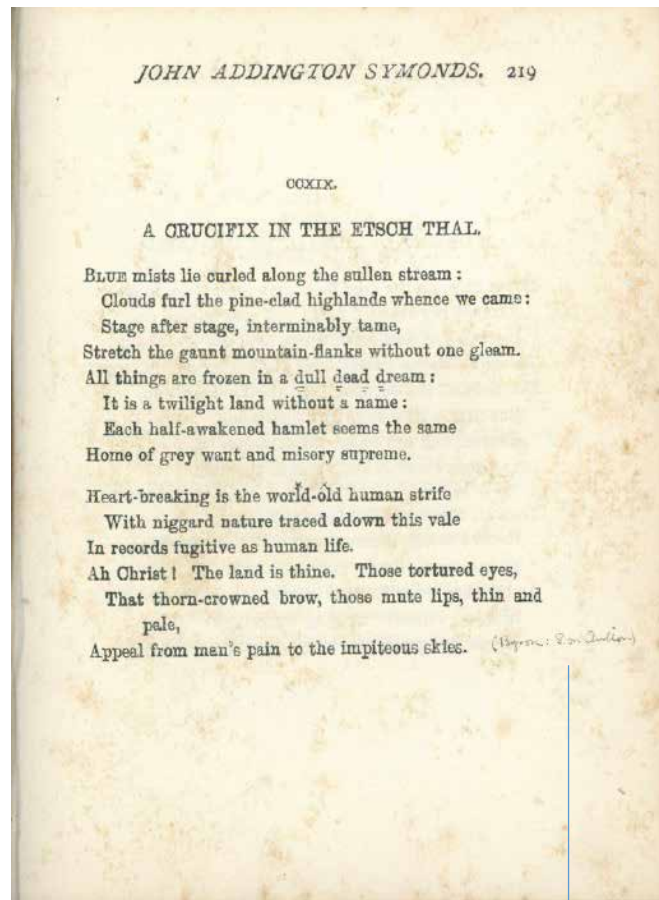 JOHN ADDINGTON SYMONDS. 219
CCXIX.
A CRUCIFIX IN THE ETSCH THAL.
BLUE mists lie curled along the sullen stream :
Clouds furl the pine-clad highlands whence we came :
Stage after stage, interminably tame,
Stretch the gaunt mountain-flanks without one gleam.
All things are frozen in a dull dead dream :
It is a twilight land without a name :
Each half-awakened hamlet seems the same
Home of grey want and misery supreme.
Heart-breaking is the world-old human strife
With niggard nature traced adown this vale
In records fugitive as human life.
Ah Christ ! The land is thine. Those tortured eyes,
That thorn-crowned brow, those mute lips, thin and
pale,
Appeal from man's pain to the impiteous skies. (Byron :